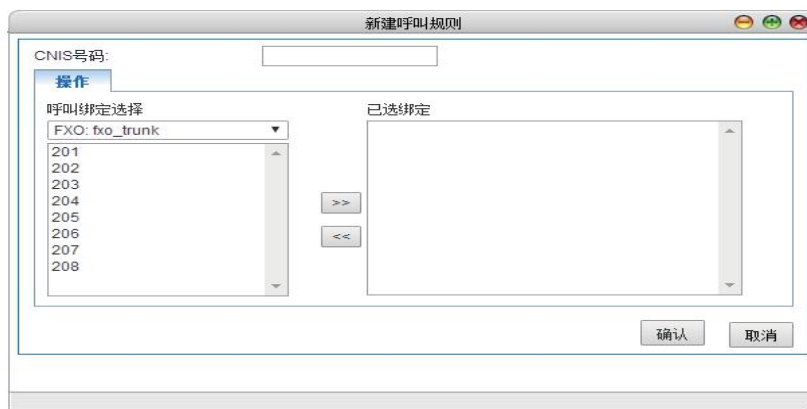 新建呼叫规则
CNIS号码:
操作
呼叫绑定选择
已选绑定
FXO: fxo_trunk
201
202
203
204
205
206
207
208
>>
<<
确认
取消